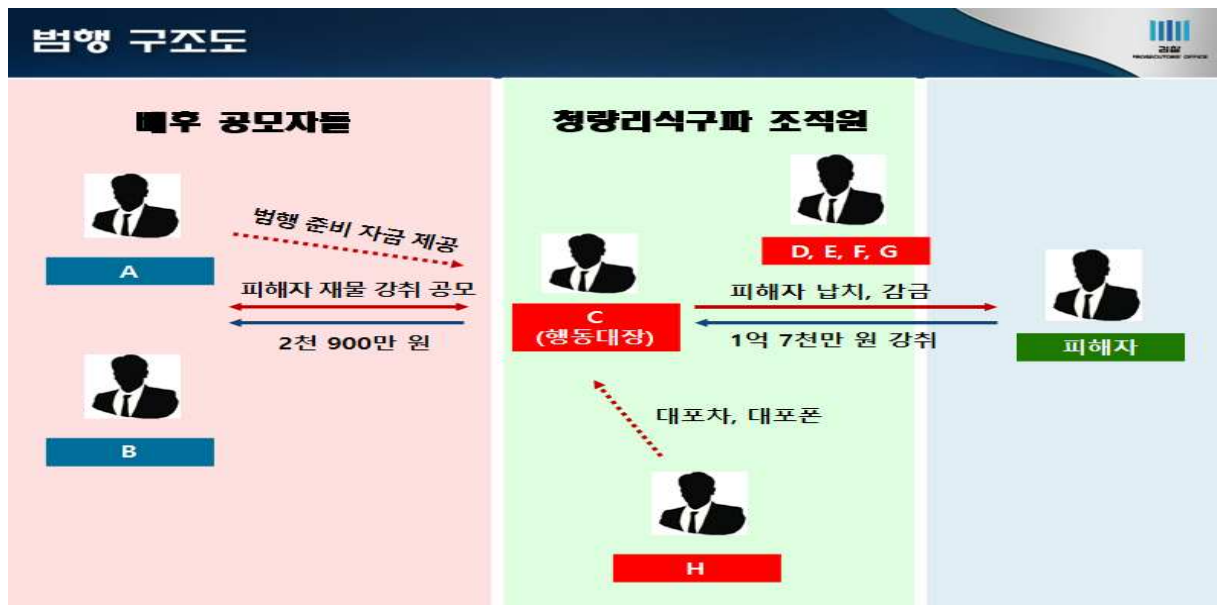 범행 구조도
검찰
PROSECUTORS' OFFICE
배후 공모자들
A
B
범행 준비 자금 제공
피해자 재물 강취 공모
2천 900만 원
청량리식구파 조직원
D, E, F, G
C
(행동대장)
피해자 납치, 감금
1억 7천만 원 강취
대포차, 대포폰
H
피해자